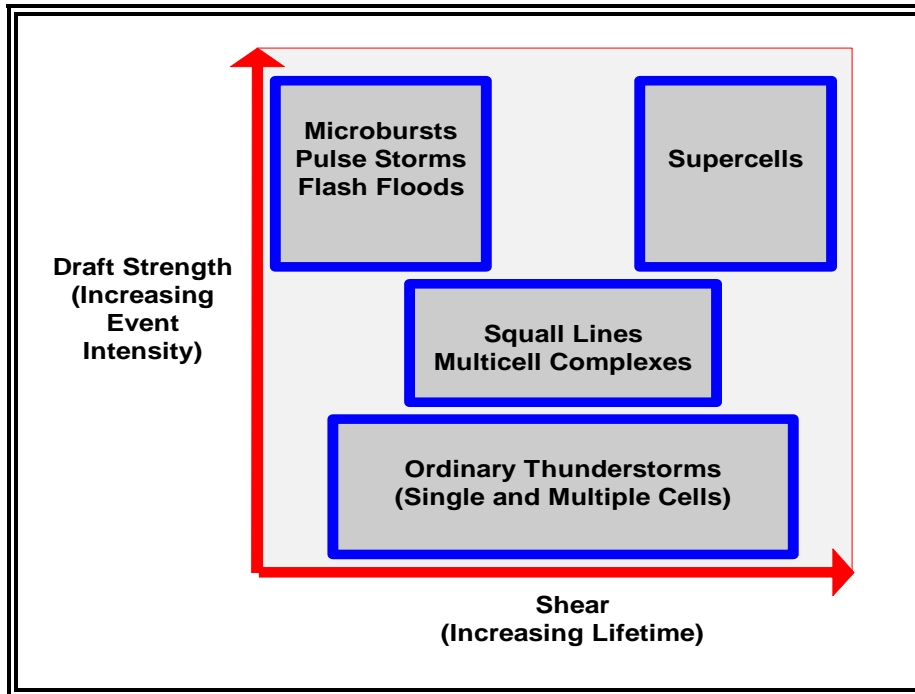 Microbursts
Pulse Storms
Flash Floods
Supercells
Draft Strength
(Increasing
Event
Intensity)
Squall Lines
Multicell Complexes
Ordinary Thunderstorms
(Single and Multiple Cells)
Shear
(Increasing Lifetime)